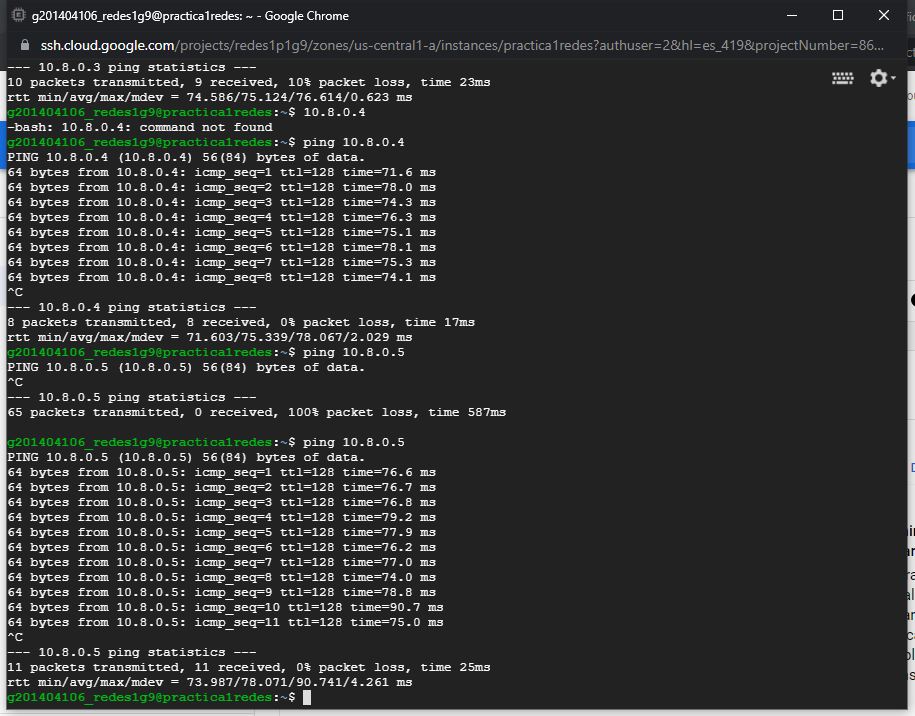 g201404106_redes1g9@practica1redes: ~ - Google Chrome
ssh.cloud.google.com/projects/redes1p1g9/zones/us-central1-a/instances/practica1redes?authuser=2&hl=es_419&projectNumber=86...
--- 10.8.0.3 ping statistics ---
10 packets transmitted, 9 received, 10% packet loss, time 23ms
rtt min/avg/max/mdev = 74.586/75.124/76.614/0.623 ms
g201404106_redes1g9@practica1redes:~$ 10.8.0.4
-bash: 10.8.0.4: command not found
g201404106_redes1g9@practica1redes:~$ ping 10.8.0.4
PING 10.8.0.4 (10.8.0.4) 56(84) bytes of data.
64 bytes from 10.8.0.4: icmp_seq=1 ttl=128 time=71.6 ms
64 bytes from 10.8.0.4: icmp_seq=2 ttl=128 time=78.0 ms
64 bytes from 10.8.0.4: icmp_seq=3 ttl=128 time=74.3 ms
64 bytes from 10.8.0.4: icmp_seq=4 ttl=128 time=76.3 ms
64 bytes from 10.8.0.4: icmp_seq=5 ttl=128 time=75.1 ms
64 bytes from 10.8.0.4: icmp_seq=6 ttl=128 time=78.1 ms
64 bytes from 10.8.0.4: icmp_seq=7 ttl=128 time=75.3 ms
64 bytes from 10.8.0.4: icmp_seq=8 ttl=128 time=74.1 ms
^C
--- 10.8.0.4 ping statistics ---
8 packets transmitted, 8 received, 0% packet loss, time 17ms
rtt min/avg/max/mdev = 71.603/75.339/78.067/2.029 ms
g201404106_redes1g9@practica1redes:~$ ping 10.8.0.5
PING 10.8.0.5 (10.8.0.5) 56(84) bytes of data.
^C
--- 10.8.0.5 ping statistics ---
65 packets transmitted, 0 received, 100% packet loss, time 587ms
g201404106_redes1g9@practica1redes:~$ ping 10.8.0.5
PING 10.8.0.5 (10.8.0.5) 56(84) bytes of data.
64 bytes from 10.8.0.5: icmp_seq=1 ttl=128 time=76.6 ms
64 bytes from 10.8.0.5: icmp_seq=2 ttl=128 time=76.7 ms
64 bytes from 10.8.0.5: icmp_seq=3 ttl=128 time=76.8 ms
64 bytes from 10.8.0.5: icmp_seq=4 ttl=128 time=79.2 ms
64 bytes from 10.8.0.5: icmp_seq=5 ttl=128 time=77.9 ms
64 bytes from 10.8.0.5: icmp_seq=6 ttl=128 time=76.2 ms
64 bytes from 10.8.0.5: icmp_seq=7 ttl=128 time=77.0 ms
64 bytes from 10.8.0.5: icmp_seq=8 ttl=128 time=74.0 ms
64 bytes from 10.8.0.5: icmp_seq=9 ttl=128 time=78.8 ms
64 bytes from 10.8.0.5: icmp_seq=10 ttl=128 time=90.7 ms
64 bytes from 10.8.0.5: icmp_seq=11 ttl=128 time=75.0 ms
^C
--- 10.8.0.5 ping statistics ---
11 packets transmitted, 11 received, 0% packet loss, time 25ms
rtt min/avg/max/mdev = 73.987/78.071/90.741/4.261 ms
g201404106_redes1g9@practica1redes:~$